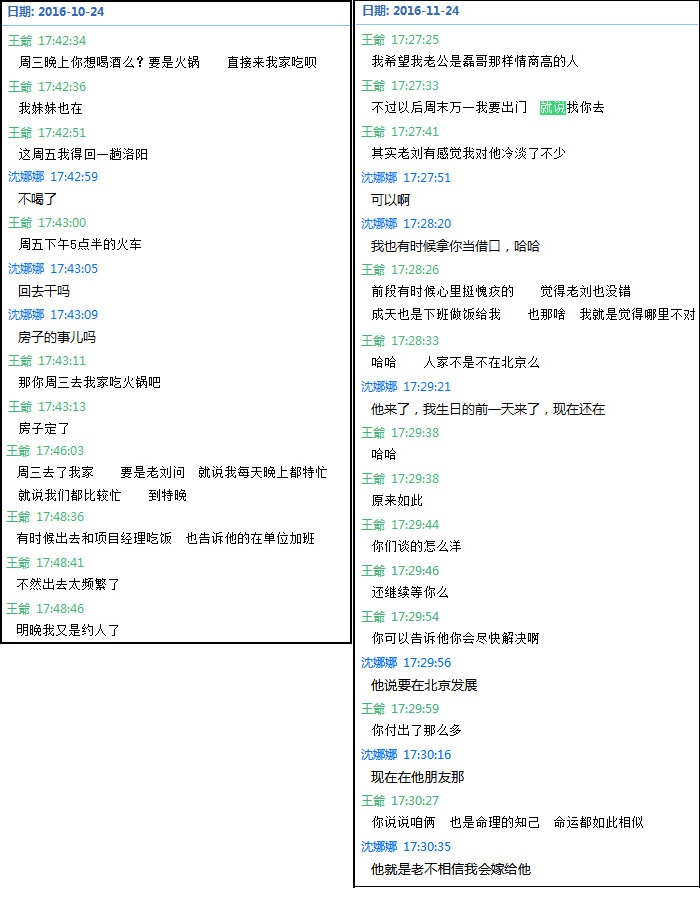 日期: 2016-10-24
王爺 17:42:34
周三晚上你想喝酒么? 要是火锅 直接来我家吃呗
王爺 17:42:36
我妹妹也在
王爺 17:42:51
这周五我得回一趟洛阳
沈娜娜 17:42:59
不喝了
王爺 17:43:00
周五下午5点半的火车
沈娜娜 17:43:05
回去干吗
沈娜娜 17:43:09
房子的事儿吗
王爺 17:43:11
那你周三去我家吃火锅吧
王爺 17:43:13
房子定了
王爺 17:46:03
周三去了我家 要是老刘问 就说我每天晚上都特忙
就说我们都比较忙 到特晚
王爺 17:48:36
有时候出去和项目经理吃饭 也告诉他的在单位加班
王爺 17:48:41
不然出去太频繁了
王爺 17:48:46
明晚我又是约人了
日期: 2016-11-24
王爺 17:27:25
我希望我老公是磊哥那样情商高的人
王爺 17:27:33
不过以后周末万一我要出门 就说找你去
王爺 17:27:41
其实老刘有感觉我对他冷淡了不少
沈娜娜 17:27:51
可以啊
沈娜娜 17:28:20
我也有时候拿你当借口，哈哈
王爺 17:28:26
前段有时候心里挺愧疚的 觉得老刘也没错
成天也是下班做饭给我 也那啥 我就是觉得哪里不对
王爺 17:28:33
哈哈 人家不是不在北京么
沈娜娜 17:29:21
他来了，我生日的前一天来了，现在还在
王爺 17:29:38
哈哈
王爺 17:29:38
原来如此
王爺 17:29:44
你们谈的怎么洋
王爺 17:29:46
还继续等你么
王爺 17:29:54
你可以告诉他你会尽快解决啊
沈娜娜 17:29:56
他说要在北京发展
王爺 17:29:59
你付出了那么多
沈娜娜 17:30:16
现在在他朋友那
王爺 17:30:27
你说说咱俩 也是命理的知己 命运都如此相似
沈娜娜 17:30:35
他就是老不相信我会嫁给他